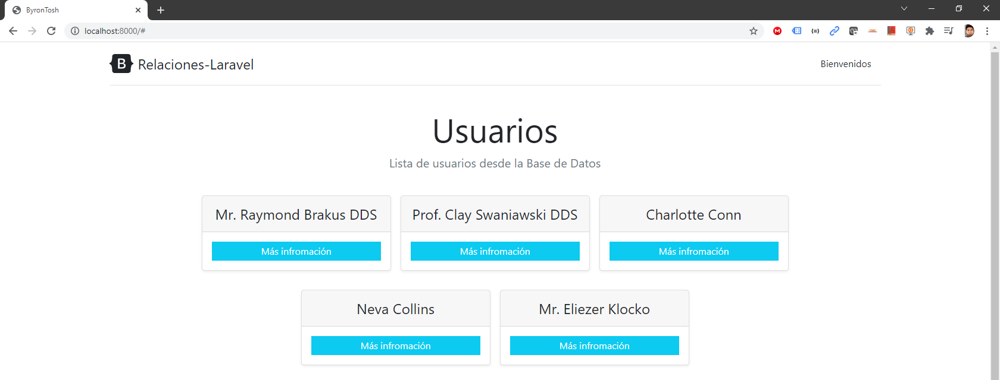 ByronTosh
localhost:8000/#
B Relaciones-Laravel
Bienvenidos
Usuarios
Lista de usuarios desde la Base de Datos
Mr. Raymond Brakus DDS
Más infromación
Prof. Clay Swaniawski DDS
Más infromación
Charlotte Conn
Más infromación
Neva Collins
Más infromación
Mr. Eliezer Klocko
Más infromación